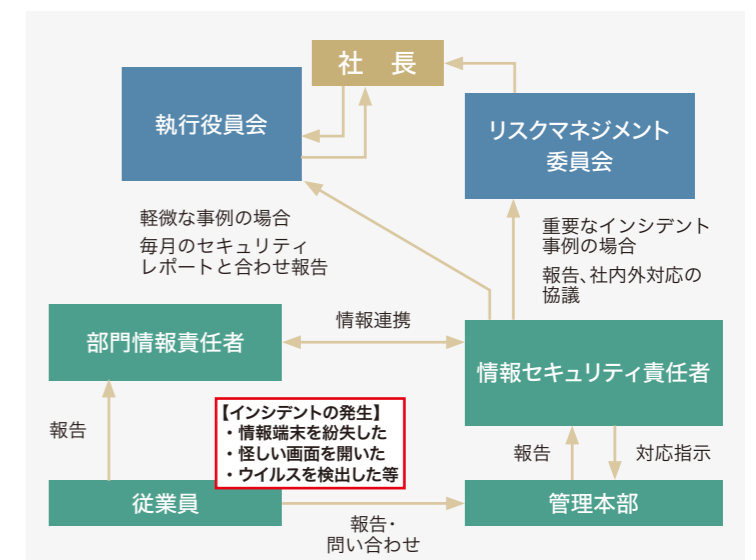 社 長
執行役員会
リスクマネジメント
委員会
軽微な事例の場合
毎月のセキュリティ
レポートと合わせ報告
重要なインシデント
事例の場合
報告、社内外対応の
協議
部門情報責任者
情報連携
情報セキュリティ責任者
【インシデントの発生】
・情報端末を紛失した
・怪しい画面を開いた
・ウイルスを検出した等
報告
報告
対応指示
従業員
報告・
問い合わせ
管理本部